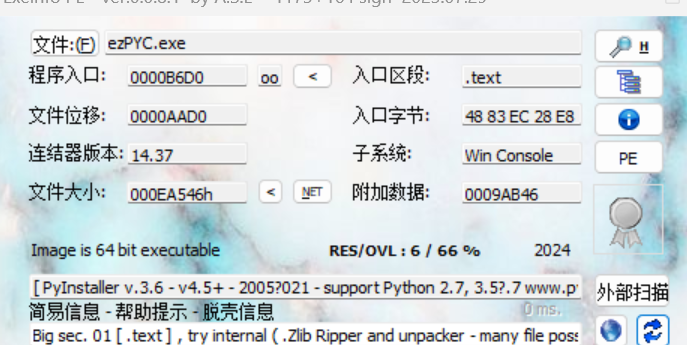 文件:(F) ezPYC.exe H
程序入口: 0000B6D0 oo < 入口区段: .text
文件位移: 0000AAD0 入口字节: 48 83 EC 28 E8
连结器版本: 14.37 子系统: Win Console PE
文件大小: 000EA546h < NET 附加数据: 0009AB46
Image is 64 bit executable RES/OVL : 6 / 66 % 2024
[ PyInstaller v.3.6 - v4.5+ - 2005?021 - support Python 2.7, 3.5?.7 www.p 外部扫描
简易信息 - 帮助提示 - 脱壳信息 0 ms.
Big sec. 01 [ .text ] , try internal ( .Zlib Ripper and unpacker - many file poss